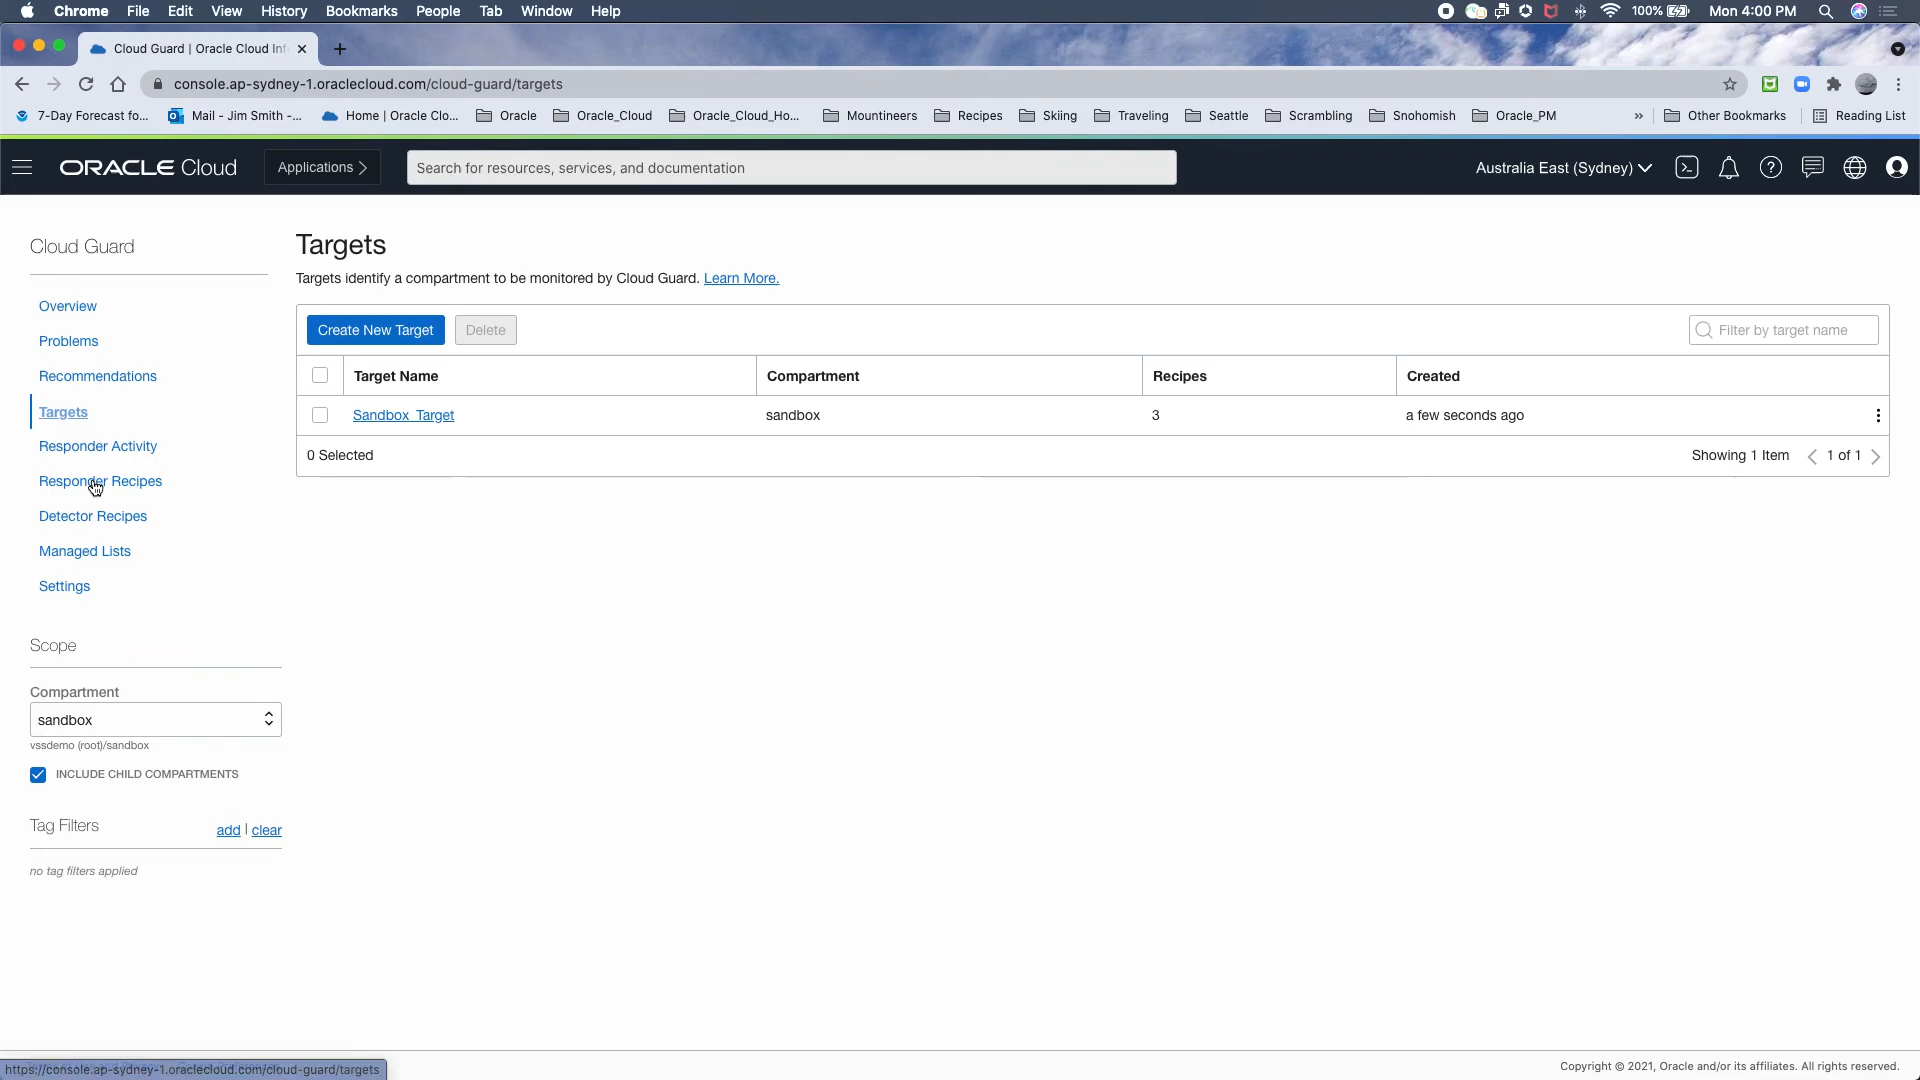 Chrome File Edit View History Bookmarks People Tab Window Help 100% Mon 4:00 PM
Cloud Guard | Oracle Cloud Inf
console.ap-sydney-1.oraclecloud.com/cloud-guard/targets
7-Day Forecast fo... Mail - Jim Smith -... Home | Oracle Clo... Oracle Oracle_Cloud Oracle_Cloud_Ho... Mountineers Recipes Skiing Traveling Seattle Scrambling Snohomish Oracle_PM » Other Bookmarks Reading List
ORACLE Cloud Applications Search for resources, services, and documentation Australia East (Sydney)
Cloud Guard
Overview
Problems
Recommendations
Targets
Responder Activity
Responder Recipes
Detector Recipes
Managed Lists
Settings
Scope
Compartment
sandbox
vssdemo (root)/sandbox
INCLUDE CHILD COMPARTMENTS
Tag Filters add | clear
no tag filters applied
Targets
Targets identify a compartment to be monitored by Cloud Guard. Learn More.
Create New Target Delete Filter by target name
Target Name Compartment Recipes Created
Sandbox_Target sandbox 3 a few seconds ago
0 Selected Showing 1 Item 1 of 1
https://console.ap-sydney-1.oraclecloud.com/cloud-guard/targets
Copyright © 2021, Oracle and/or its affiliates. All rights reserved.